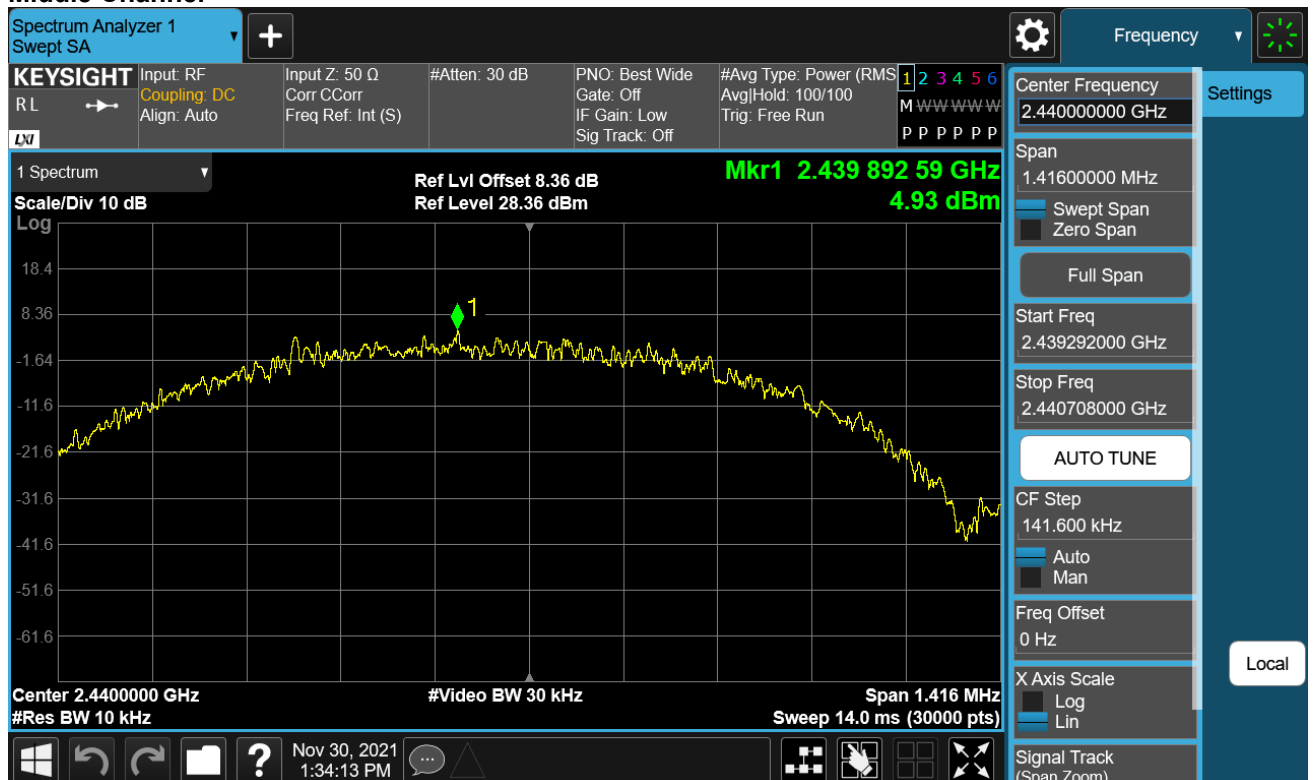 Middle Channel
Spectrum Analyzer 1
Swept SA
Frequency
KEYSIGHT
R L
LXI
Input: RF
Coupling: DC
Align: Auto
Input Z: 50 Ω
Corr CCorr
Freq Ref: Int (S)
#Atten: 30 dB
PNO: Best Wide
Gate: Off
IF Gain: Low
Sig Track: Off
#Avg Type: Power (RMS
Avg|Hold: 100/100
Trig: Free Run
1 2 3 4 5 6
M W W W W W
P P P P P P
1 Spectrum
Scale/Div 10 dB
Log
Ref Lvl Offset 8.36 dB
Ref Level 28.36 dBm
Mkr1 2.439 892 59 GHz
4.93 dBm
18.4
8.36
-1.64
-11.6
-21.6
-31.6
-41.6
-51.6
-61.6
1
Center 2.4400000 GHz
#Res BW 10 kHz
#Video BW 30 kHz
Span 1.416 MHz
Sweep 14.0 ms (30000 pts)
Center Frequency
2.440000000 GHz
Settings
Span
1.41600000 MHz
Swept Span
Zero Span
Full Span
Start Freq
2.439292000 GHz
Stop Freq
2.440708000 GHz
AUTO TUNE
CF Step
141.600 kHz
Auto
Man
Freq Offset
0 Hz
X Axis Scale
Log
Lin
Local
Signal Track
(Span Zoom)
?
Nov 30, 2021
1:34:13 PM